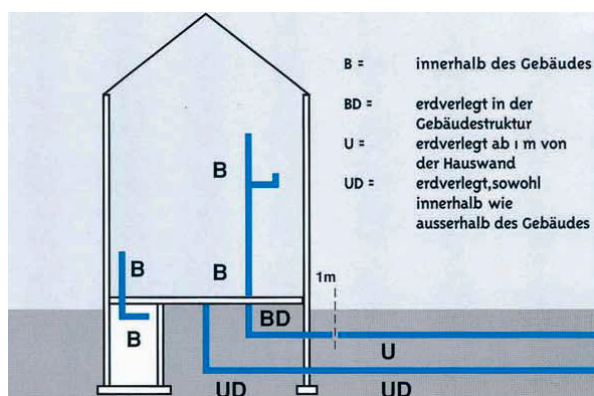 B = innerhalb des Gebäudes
BD = erdverlegt in der
Gebäudestruktur
U = erdverlegt ab 1 m von
der Hauswand
UD = erdverlegt,sowohl
innerhalb wie
ausserhalb des Gebäudes
B
1m
B
B
BD
B
U
UD
UD